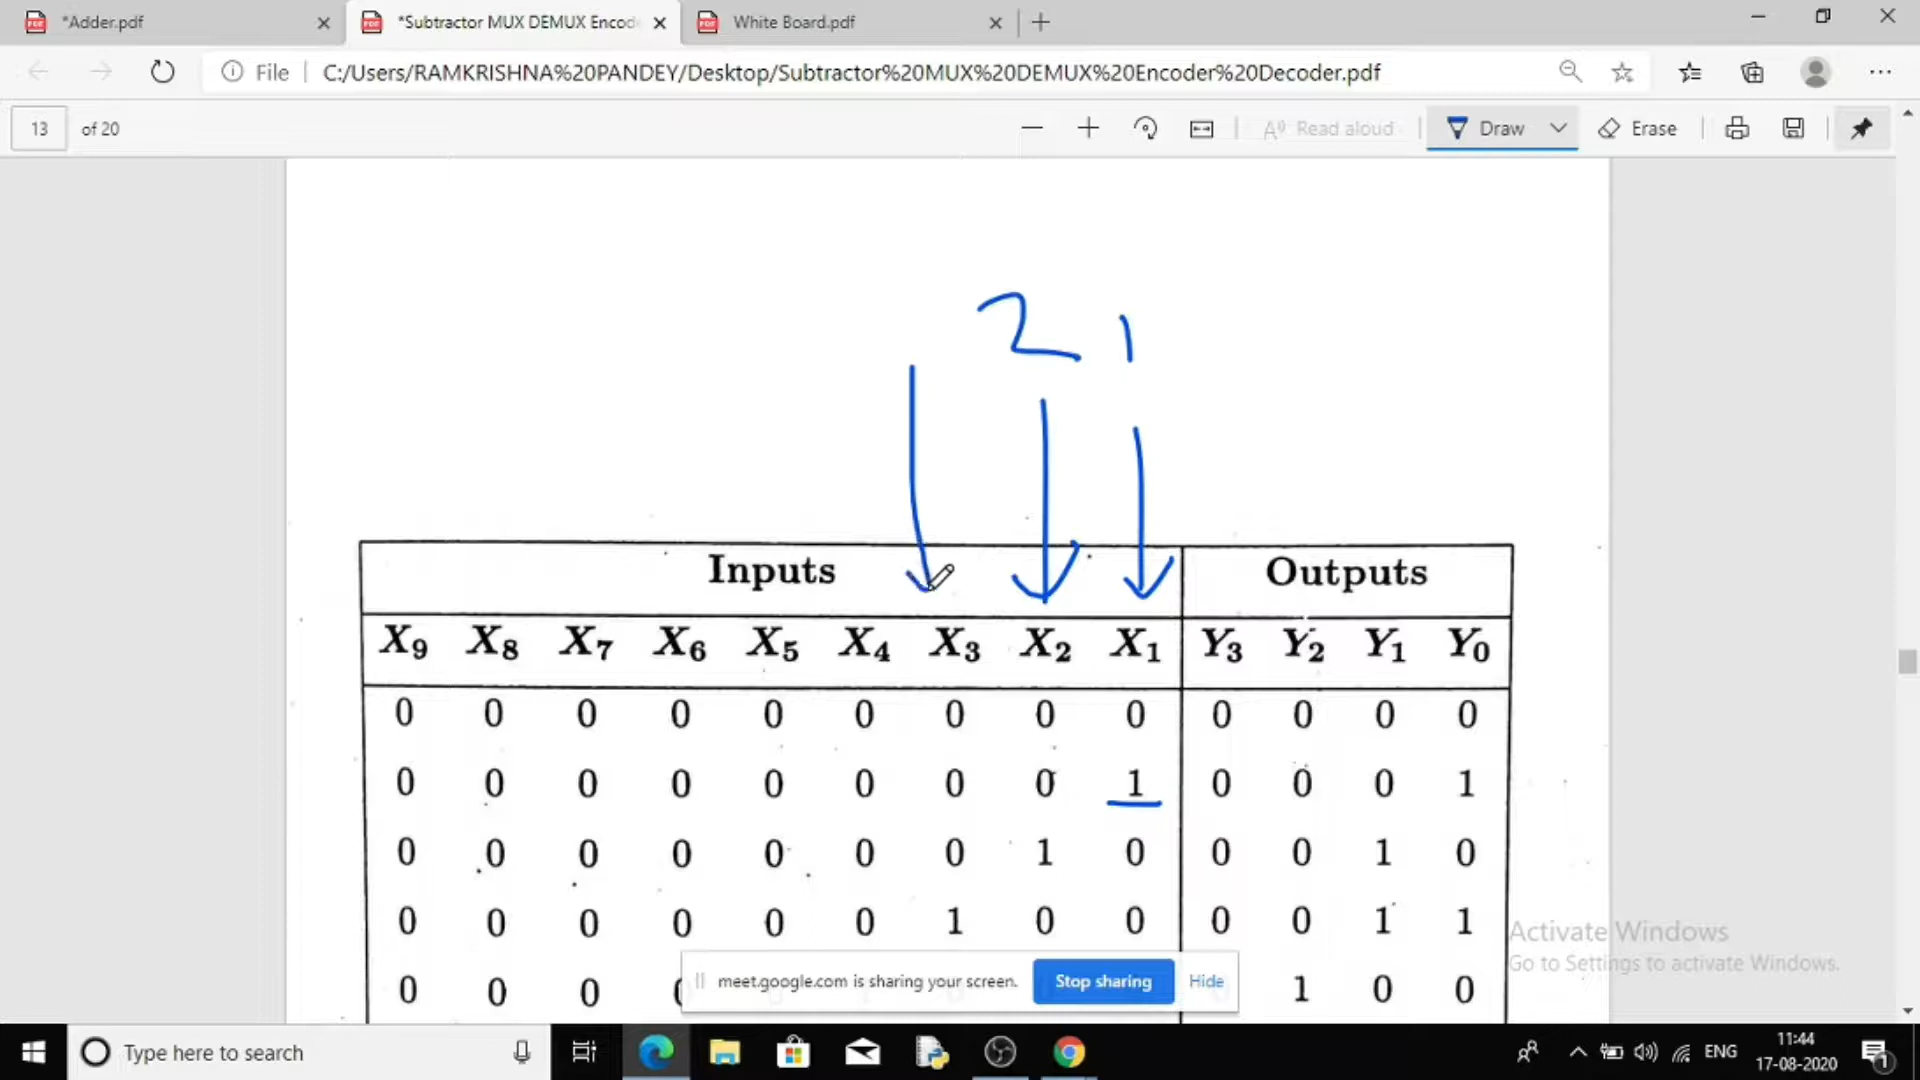 *Adder.pdf
*Subtractor MUX DEMUX Encode
White Board.pdf
File C:/Users/RAMKRISHNA%20PANDEY/Desktop/Subtractor%20MUX%20DEMUX%20Encoder%20Decoder.pdf
13 of 20
Read aloud Draw Erase
2 1
Inputs Outputs
X9 X8 X7 X6 X5 X4 X3 X2 X1 Y3 Y2 Y1 Y0
0 0 0 0 0 0 0 0 0 0 0 0 0
0 0 0 0 0 0 0 0 1 0 0 0 1
0 0 0 0 0 0 0 1 0 0 0 1 0
0 0 0 0 0 0 1 0 0 0 0 1 1
0 0 0 1 0 0
meet.google.com is sharing your screen. Stop sharing Hide
Activate Windows
Go to Settings to activate Windows.
Type here to search
ENG
11:44
17-08-2020
1